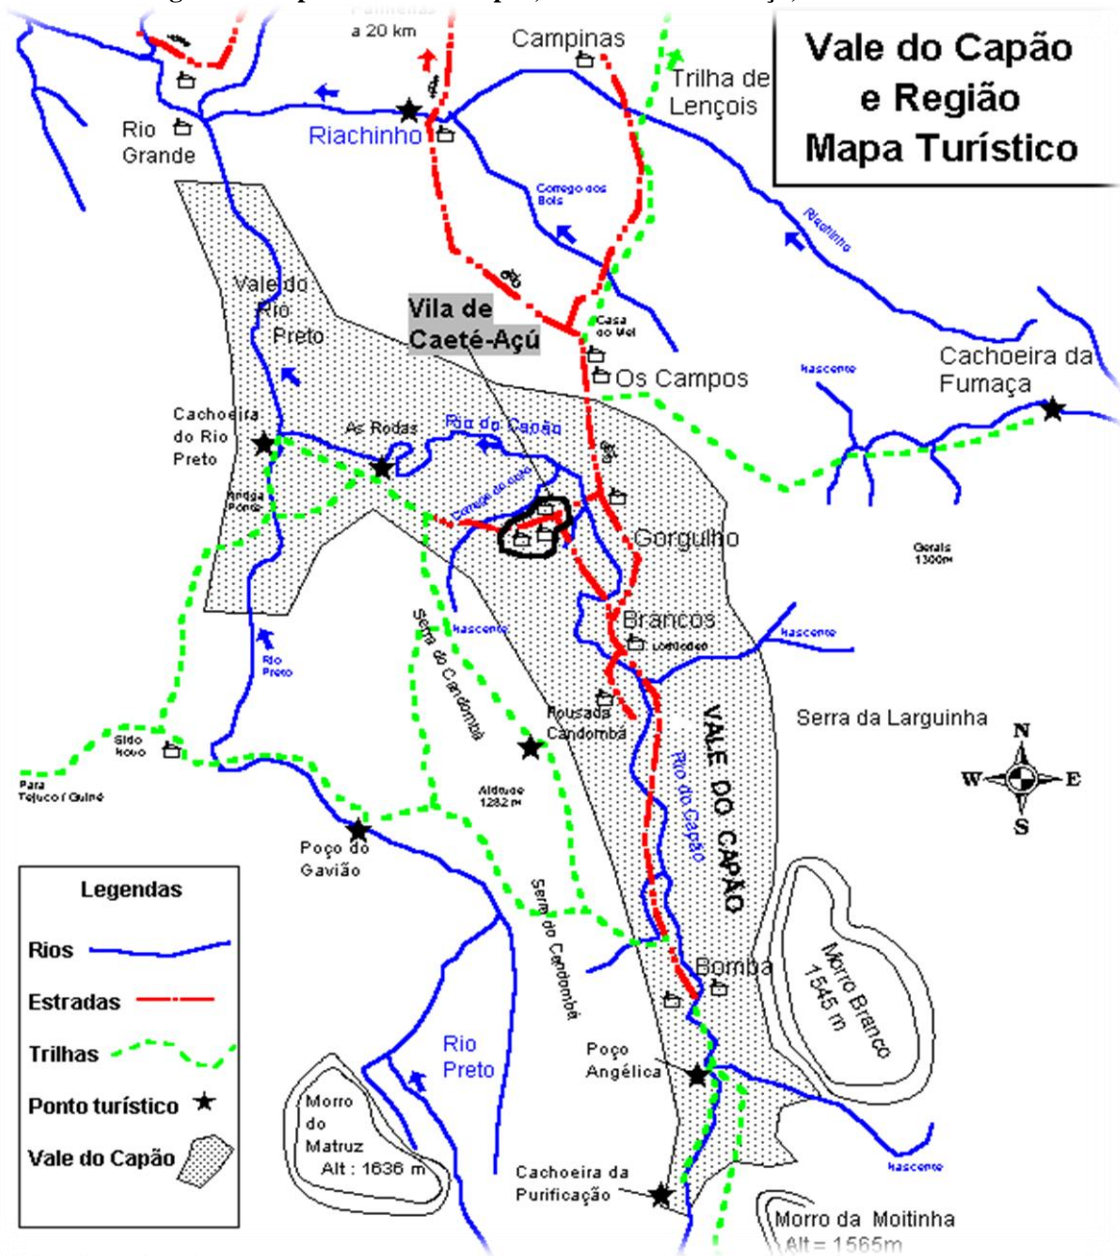 a 20 km
Campinas
Trilha de
Lençois
Vale do Capão
e Região
Mapa Turístico
Rio
Grande
Riachinho
Corrego dos
Bois
Riachinho
Vale do
Rio
Preto
Vila de
Caeté-Açú
Casa
do Mel
Os Campos
Cachoeira da
Fumaça
Nascente
Cachoeira
do Rio
Preto
As Rodas
Rio do Capão
Antiga
Ponte
Gorgulho
Gerais
1300m
Brancos
Nascente
Nascente
Rio
Preto
Serra do Candombá
Pousada
Candombá
VALE DO CAPÃO
Rio do Capão
Serra da Larguinha
N
W
E
S
Para
Tejuco / Guiné
Altitude
1282 m
Poço do
Gavião
Serra do Candombá
Legendas
Rios
Estradas
Trilhas
Ponto turístico
Vale do Capão
Bomba
Morro Branco
1545 m
Rio
Preto
Poço
Angélica
Morro
do
Matruz
Alt : 1636 m
Nascente
Cachoeira da
Purificação
Morro da Moitinha
Alt = 1565m